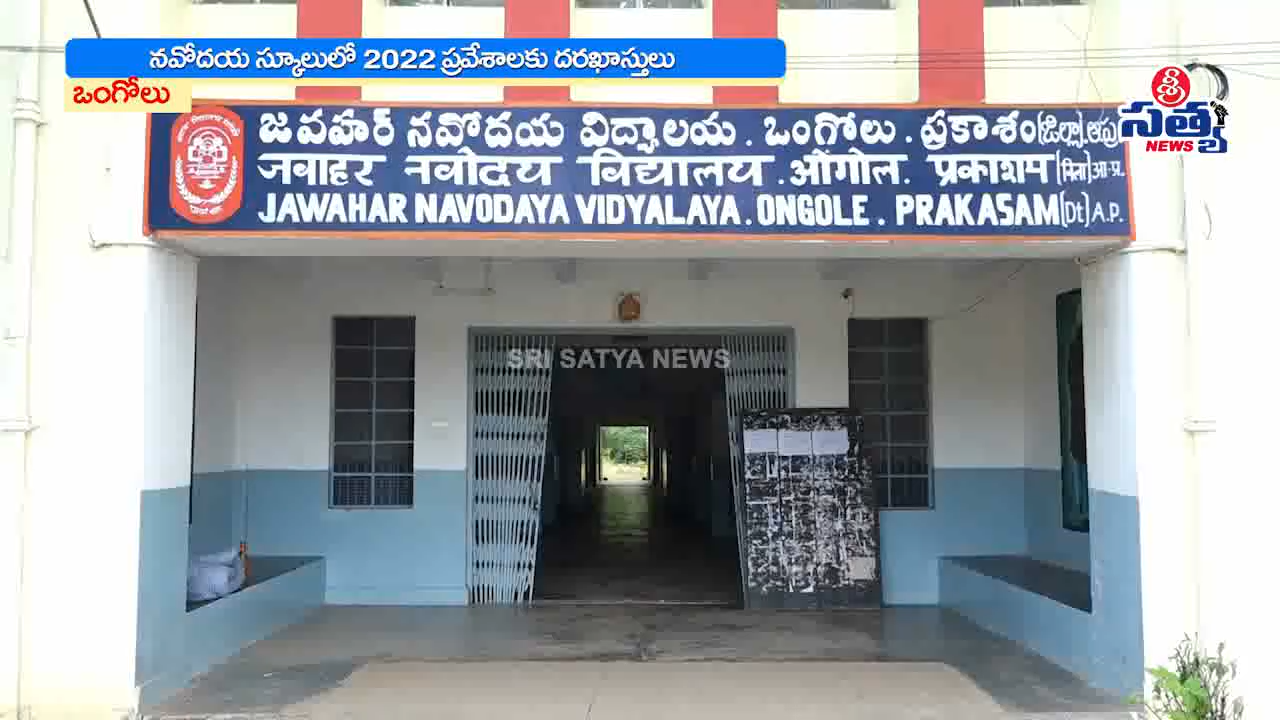 నవోదయ స్కూలులో 2022 ప్రవేశాలకు దరఖాస్తులు
ఒంగోలు
శ్రీ
సత్య
NEWS
జవహర్ నవోదయ విద్యాలయ . ఒంగోలు . ప్రకాశం (జిల్లా). ఆ.ప్ర
जवाहर नवोदय विद्यालय . ओंगोल . प्रकाशम (जिला) आ.प्र.
JAWAHAR NAVODAYA VIDYALAYA . ONGOLE . PRAKASAM (Dt) A.P.
SRI SATYA NEWS